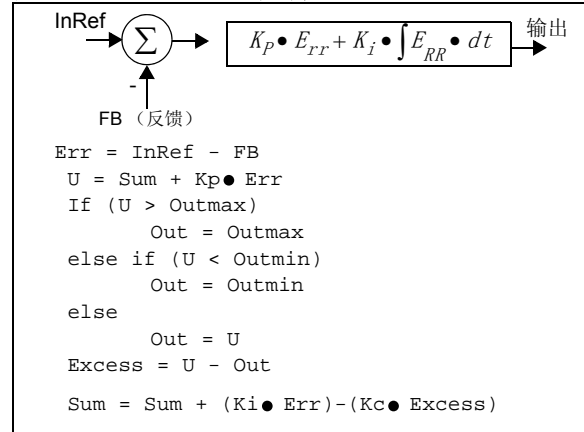 InRef
∑
K_P • E_rr + K_i • ∫E_RR • dt
输出
-
FB （反馈）
Err = InRef - FB
U = Sum + Kp• Err
If (U > Outmax)
Out = Outmax
else if (U < Outmin)
Out = Outmin
else
Out = U
Excess = U - Out
Sum = Sum + (Ki• Err)-(Kc• Excess)